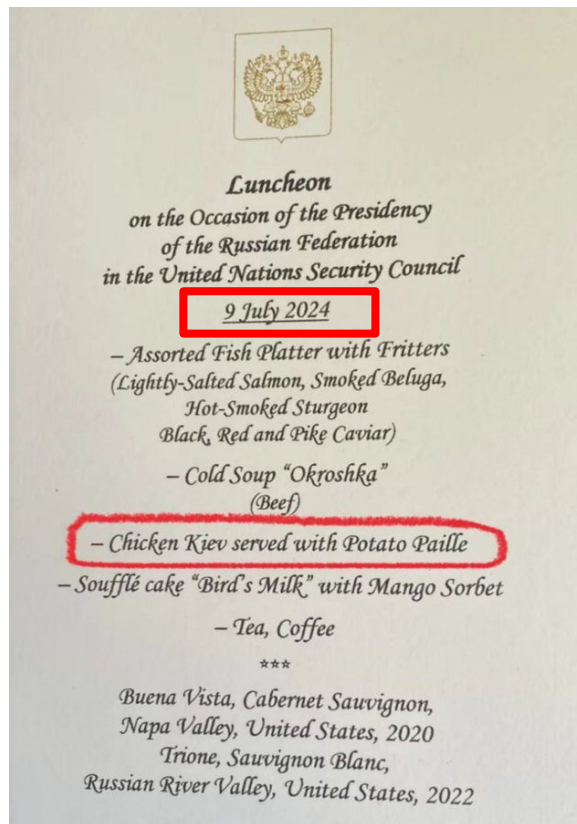 Luncheon
on the Occasion of the Presidency
of the Russian Federation
in the United Nations Security Council
9 July 2024
– Assorted Fish Platter with Fritters
(Lightly-Salted Salmon, Smoked Beluga,
Hot-Smoked Sturgeon
Black, Red and Pike Caviar)
– Cold Soup “Okroshka”
(Beef)
– Chicken Kiev served with Potato Paille
– Soufflé cake “Bird's Milk” with Mango Sorbet
– Tea, Coffee
***
Buena Vista, Cabernet Sauvignon,
Napa Valley, United States, 2020
Trione, Sauvignon Blanc,
Russian River Valley, United States, 2022